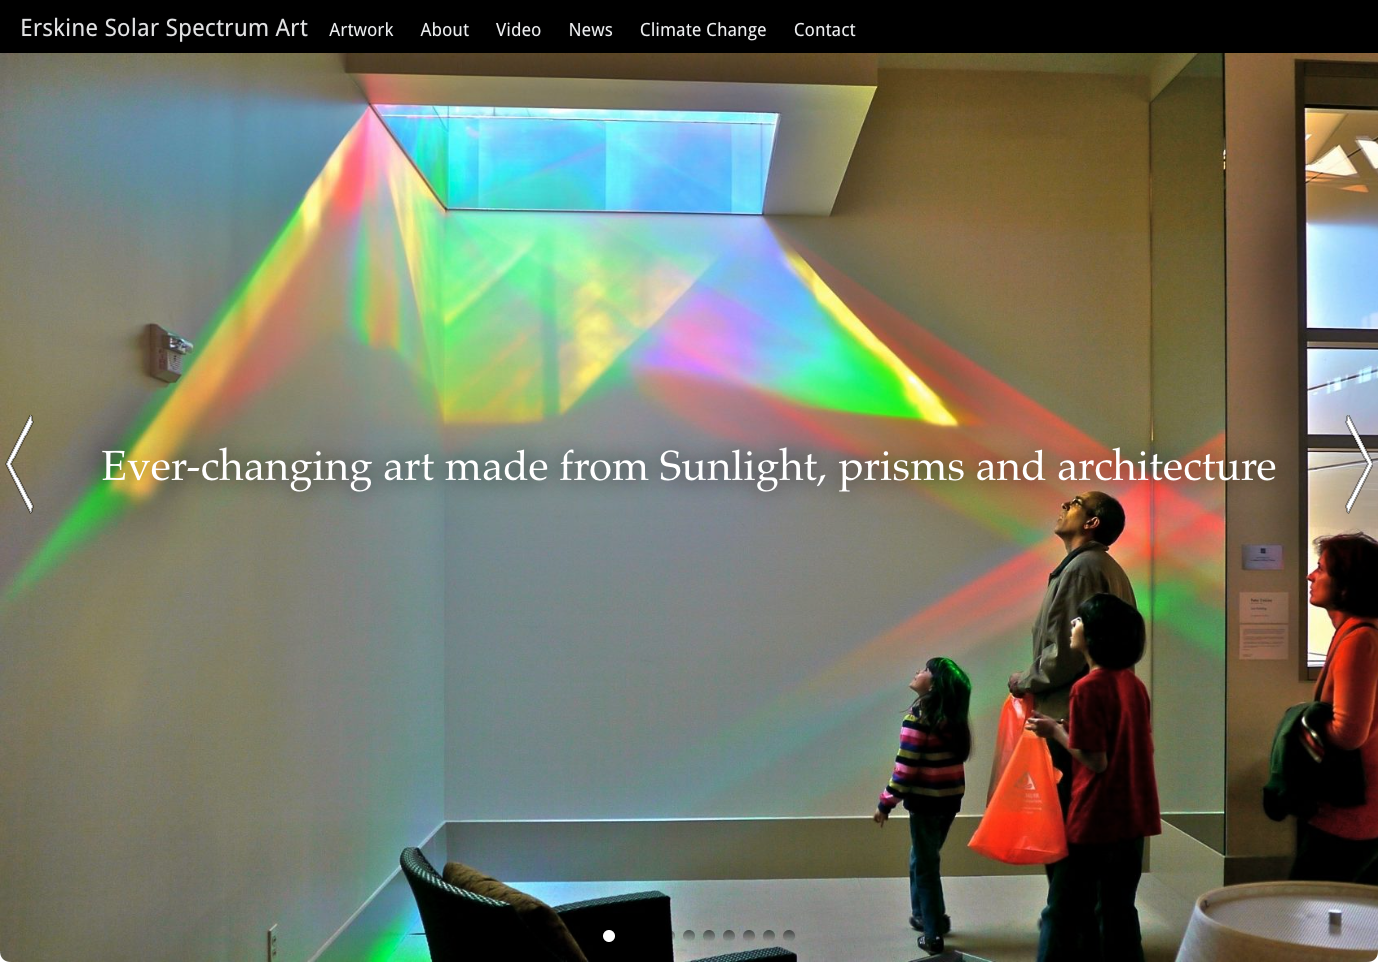 Erskine Solar Spectrum Art
Artwork
About
Video
News
Climate Change
Contact
Ever-changing art made from Sunlight, prisms and architecture